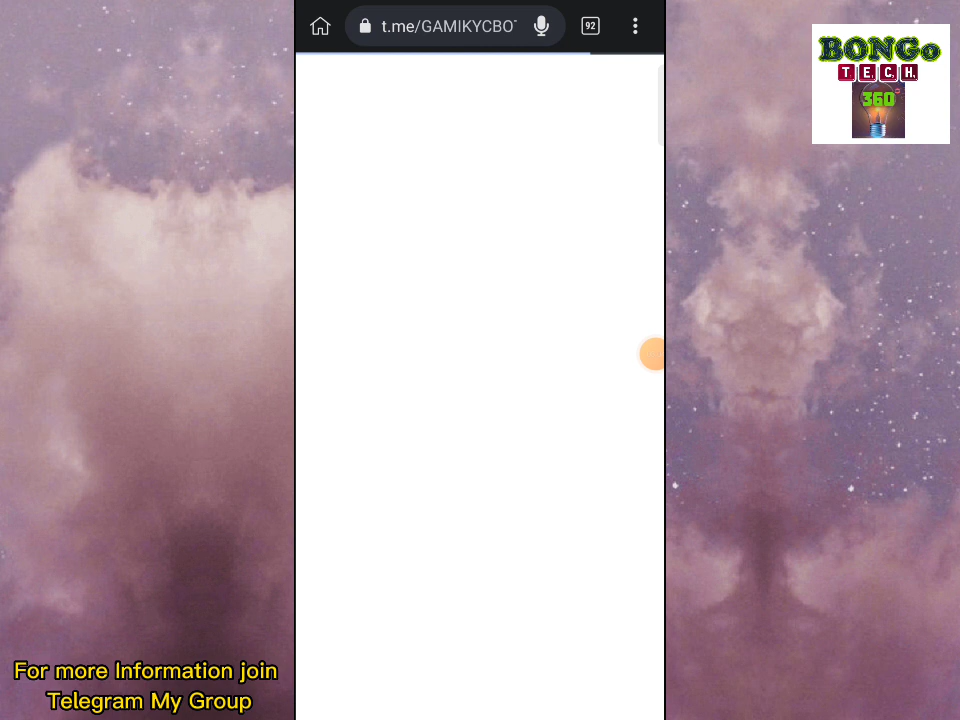 t.me/GAMIKYCBO
92
BONGo
T.E.C.H.
360°
For more Information join
Telegram My Group